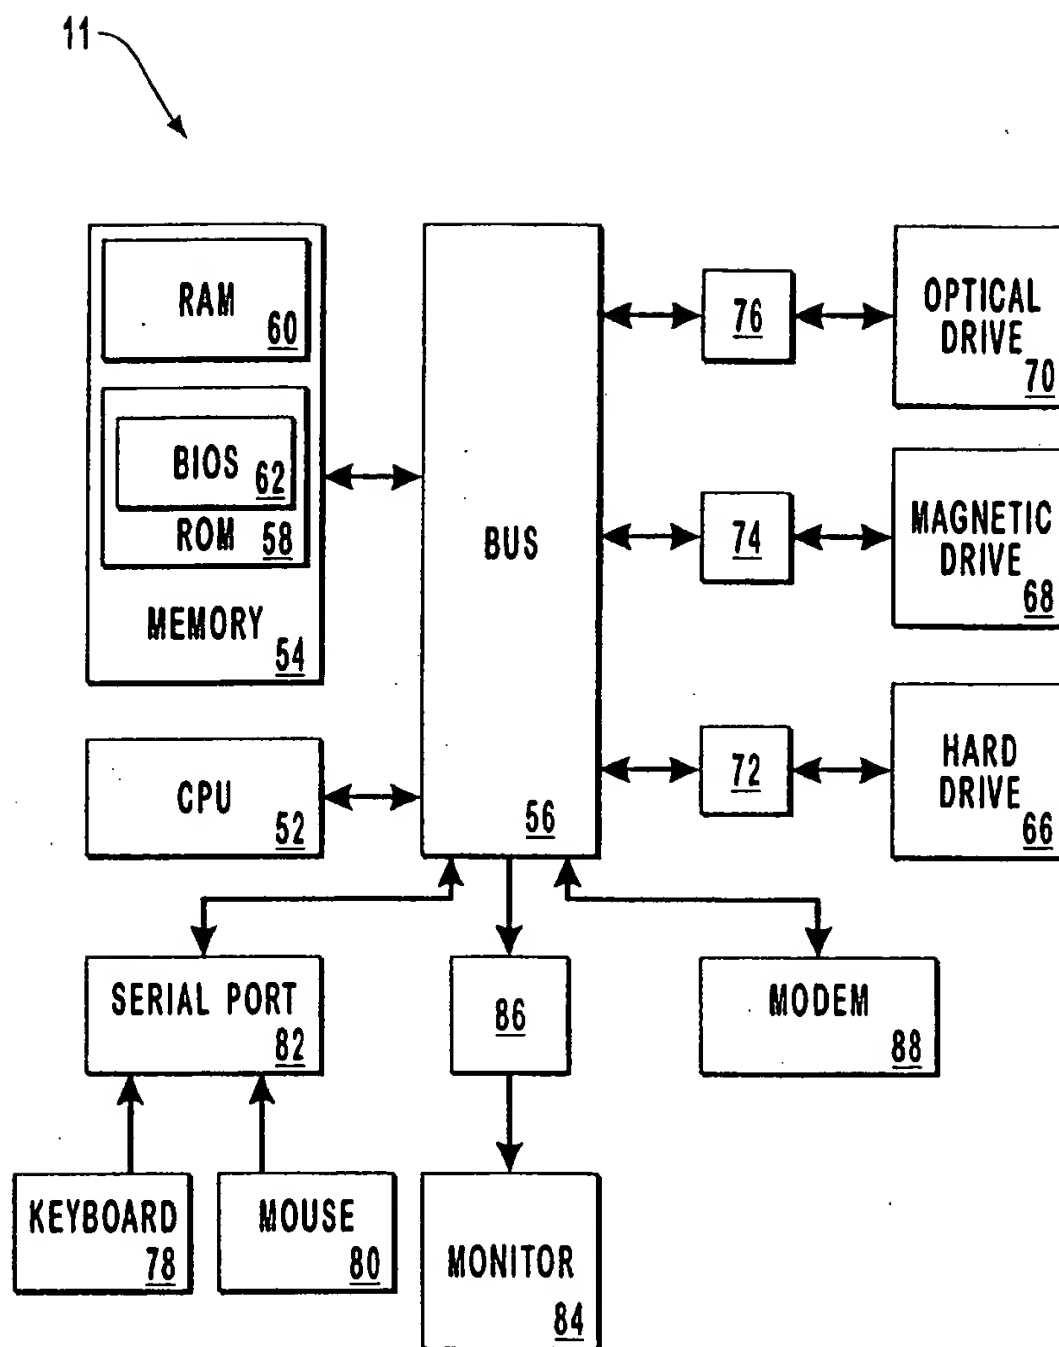 11
RAM
60
BIOS
62
ROM
58
MEMORY
54
CPU
52
BUS
56
76
OPTICAL
DRIVE
70
74
MAGNETIC
DRIVE
68
72
HARD
DRIVE
66
SERIAL PORT
82
86
MODEM
88
KEYBOARD
78
MOUSE
80
MONITOR
84